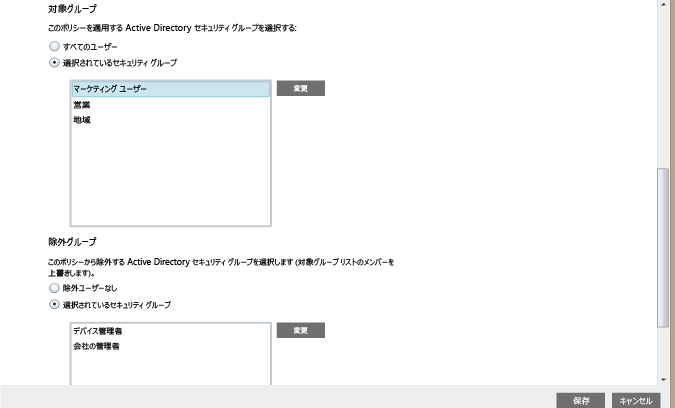 対象グループ
このポリシーを適用する Active Directory セキュリティ グループを選択する:
すべてのユーザー
選択されているセキュリティ グループ
マーケティング ユーザー
変更
営業
地域
除外グループ
このポリシーから除外する Active Directory セキュリティ グループを選択します (対象グループ リストのメンバーを
上書きします)。
除外ユーザーなし
選択されているセキュリティ グループ
デバイス管理者
変更
会社の管理者
保存
キャンセル